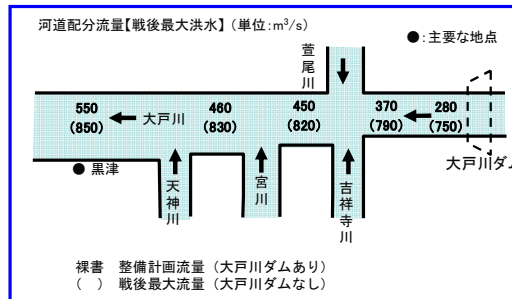 河道配分流量【戦後最大洪水】（単位:m³/s）
●:主要な地点
萱尾川
550
(850)
大戸川
460
(830)
450
(820)
370
(790)
280
(750)
大戸川ダム
● 黒津
天神川
宮川
吉祥寺川
裸書　整備計画流量（大戸川ダムあり）
（　）戦後最大流量（大戸川ダムなし）